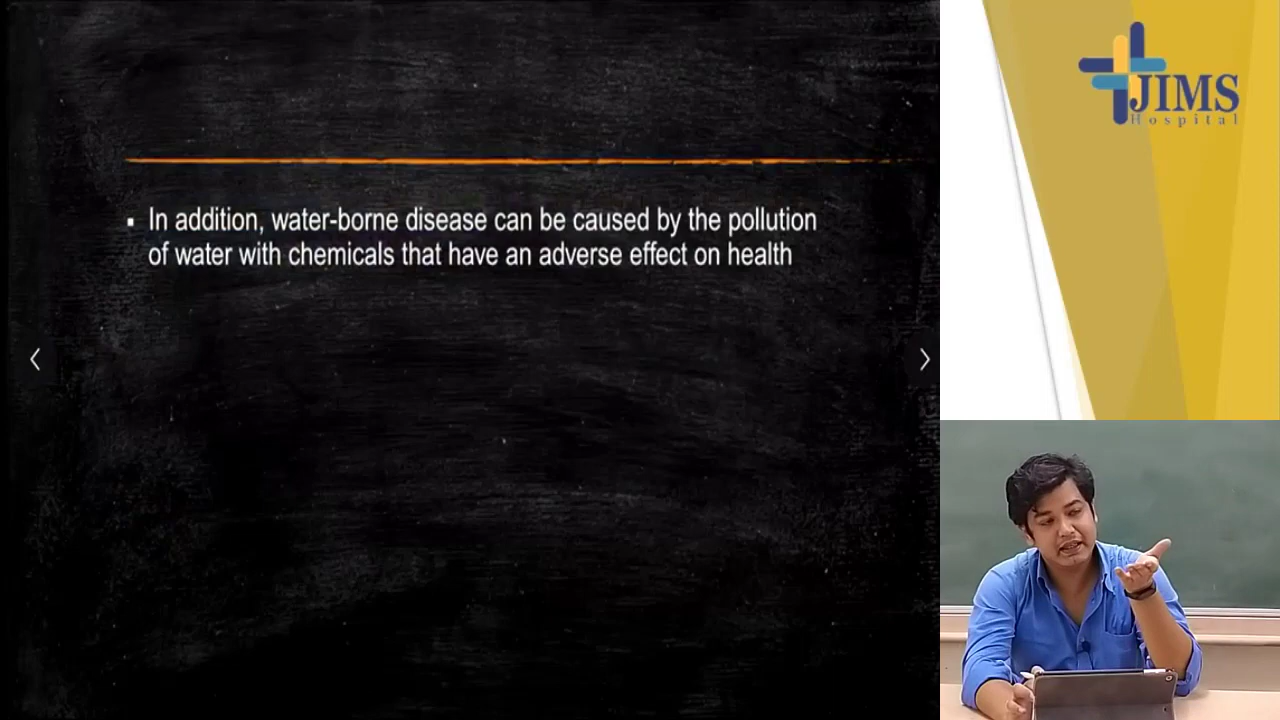 JIMS
Hospital
▪ In addition, water-borne disease can be caused by the pollution
of water with chemicals that have an adverse effect on health